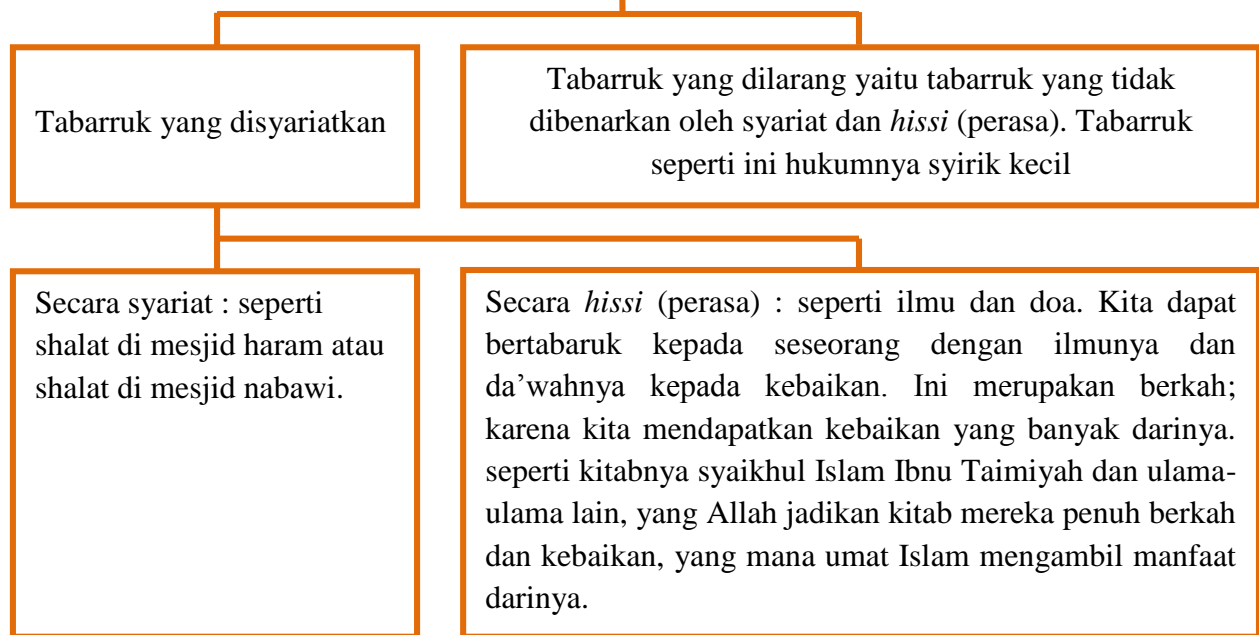 Tabarruk yang disyariatkan
Tabarruk yang dilarang yaitu tabarruk yang tidak
dibenarkan oleh syariat dan hissi (perasa). Tabarruk
seperti ini hukumnya syirik kecil
Secara syariat : seperti
shalat di mesjid haram atau
shalat di mesjid nabawi.
Secara hissi (perasa) : seperti ilmu dan doa. Kita dapat
bertabaruk kepada seseorang dengan ilmunya dan
da’wahnya kepada kebaikan. Ini merupakan berkah;
karena kita mendapatkan kebaikan yang banyak darinya.
seperti kitabnya syaikhul Islam Ibnu Taimiyah dan ulama-
ulama lain, yang Allah jadikan kitab mereka penuh berkah
dan kebaikan, yang mana umat Islam mengambil manfaat
darinya.